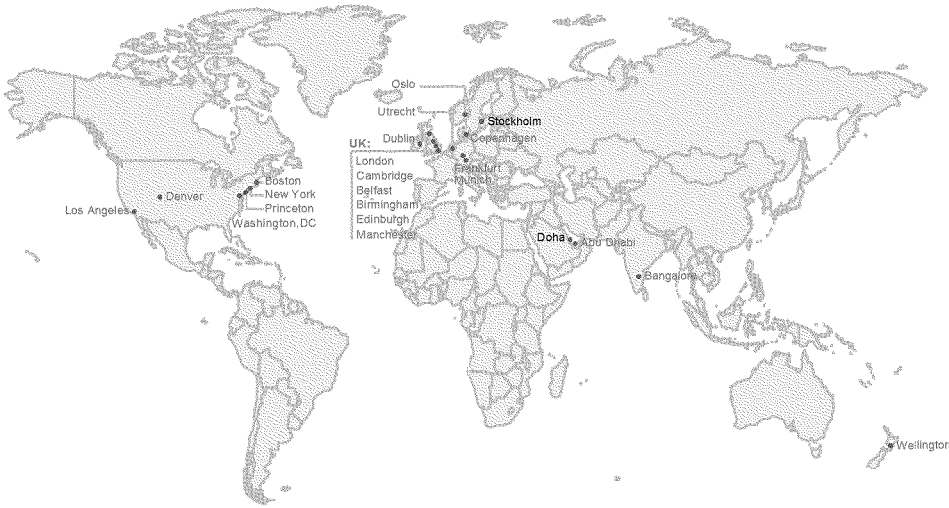 Oslo
Utrecht
Stockholm
Dublin
Copenhagen
UK:
London
Cambridge
Belfast
Birmingham
Edinburgh
Manchester
Frankfurt
Munich
Boston
New York
Princeton
Washington,DC
Denver
Los Angeles
Doha
Abu Dhabi
Bangalore
Wellington